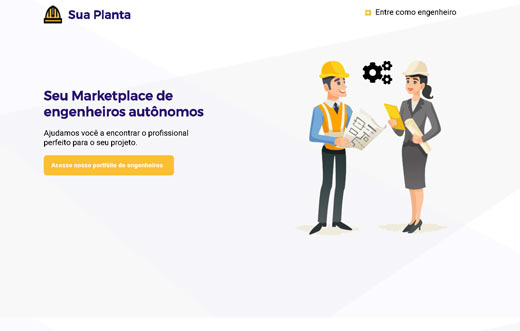 Sua Planta
Entre como engenheiro
Seu Marketplace de
engenheiros autônomos
Ajudamos você a encontrar o profissional
perfeito para o seu projeto.
Acesse nosso portfólio de engenheiros